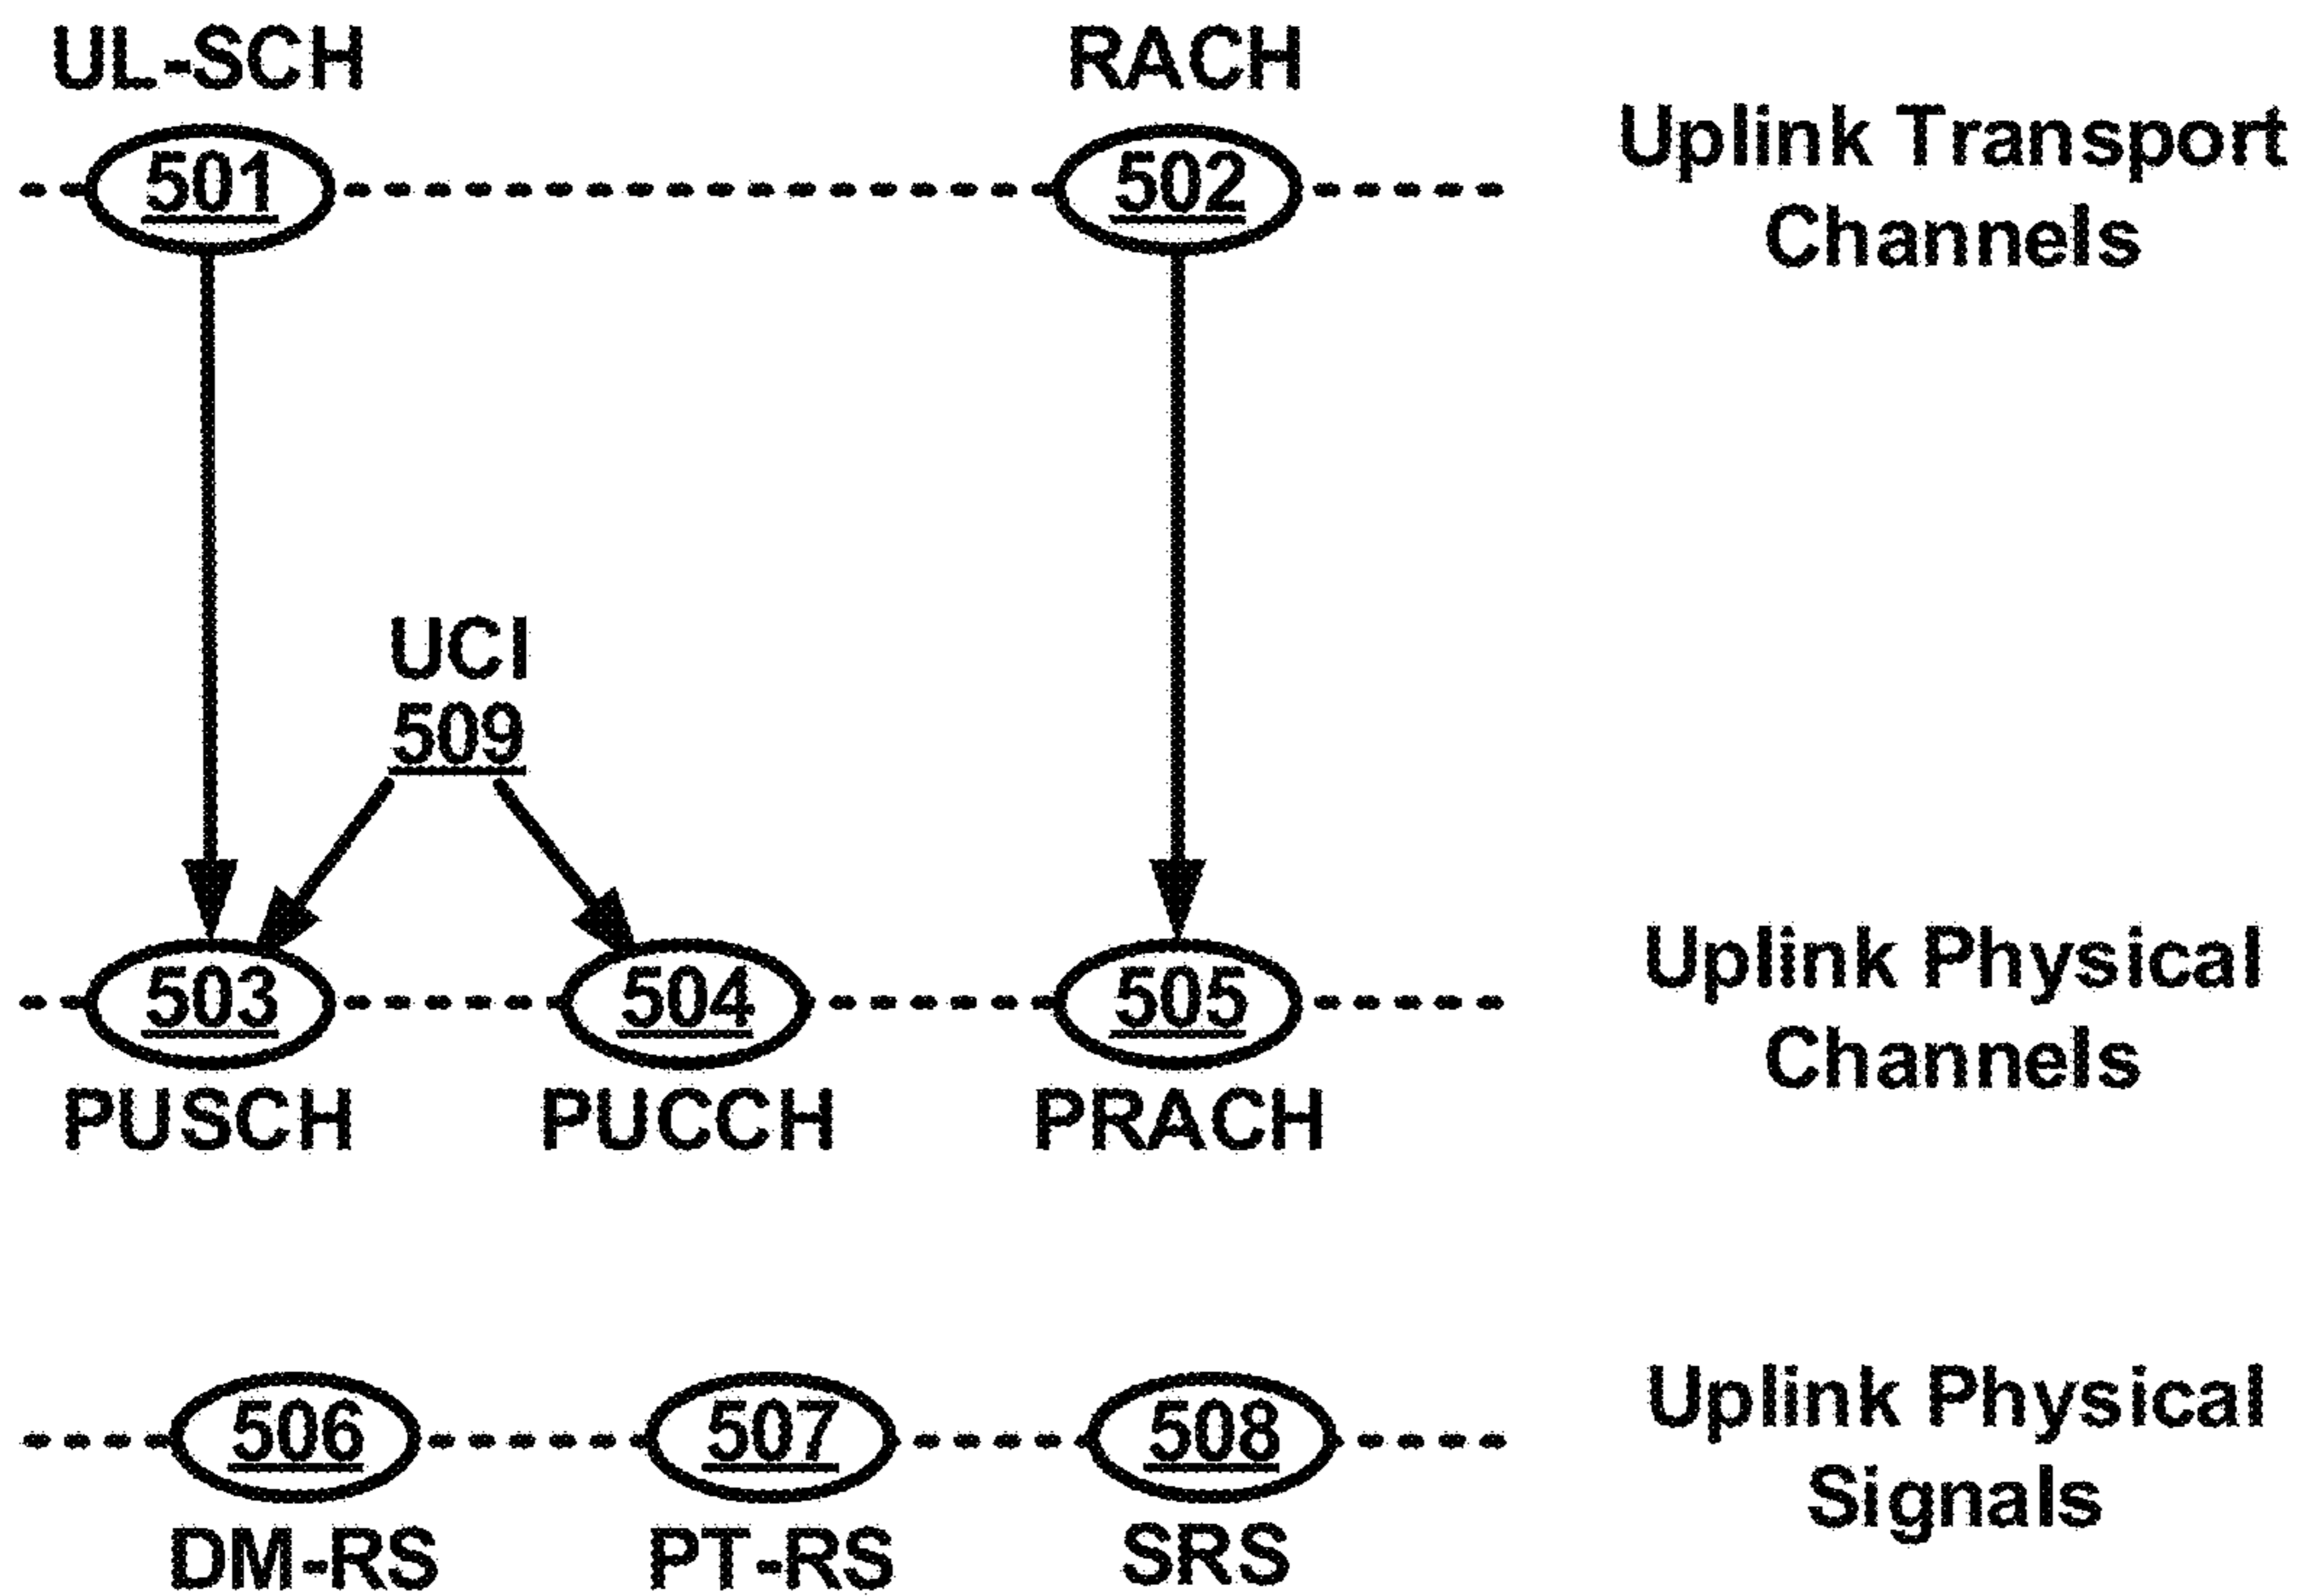 UL-SCH
RACH
501
502
Uplink Transport
Channels
UCI
509
503
504
505
Uplink Physical
Channels
PUSCH
PUCCH
PRACH
506
507
508
Uplink Physical
Signals
DM-RS
PT-RS
SRS